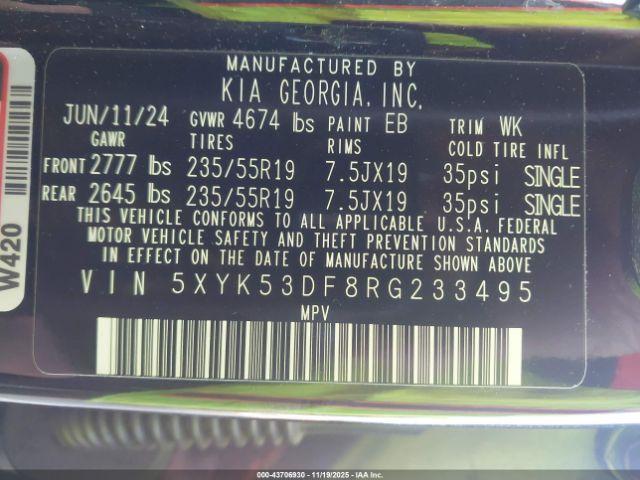 MANUFACTURED BY
KIA GEORGIA, INC.
JUN/11/24 GVWR 4674 lbs PAINT EB TRIM WK
GAWR TIRES RIMS COLD TIRE INFL
FRONT 2777 lbs 235/55R19 7.5JX19 35psi SINGLE
REAR 2645 lbs 235/55R19 7.5JX19 35psi SINGLE
THIS VEHICLE CONFORMS TO ALL APPLICABLE U.S.A. FEDERAL
MOTOR VEHICLE SAFETY AND THEFT PREVENTION STANDARDS
IN EFFECT ON THE DATE OF MANUFACTURE SHOWN ABOVE
VIN 5XYK53DF8RG233495
MPV
W420
000-43706930 - 11/19/2025 - IAA Inc.